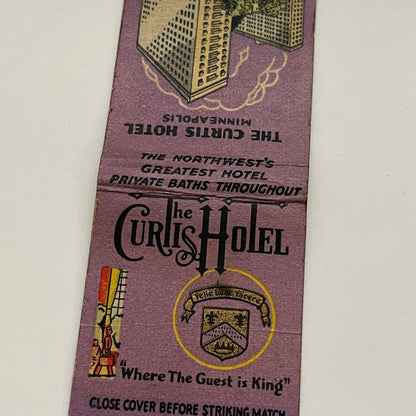 THE CURTIS HOTEL
MINNEAPOLIS
THE NORTHWEST'S
GREATEST HOTEL
PRIVATE BATHS THROUGHOUT
The
CURTIS HOTEL
"Where The Guest is King"
CLOSE COVER BEFORE STRIKING MATCH